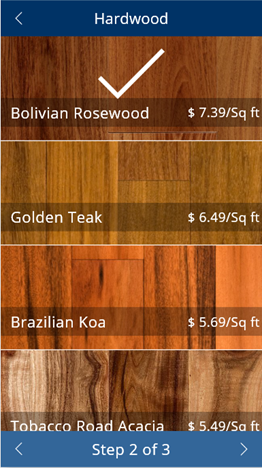 Hardwood
Bolivian Rosewood $ 7.39/Sq ft
Golden Teak $ 6.49/Sq ft
Brazilian Koa $ 5.69/Sq ft
Tobacco Road Acacia $ 5.49/Sq ft
Step 2 of 3